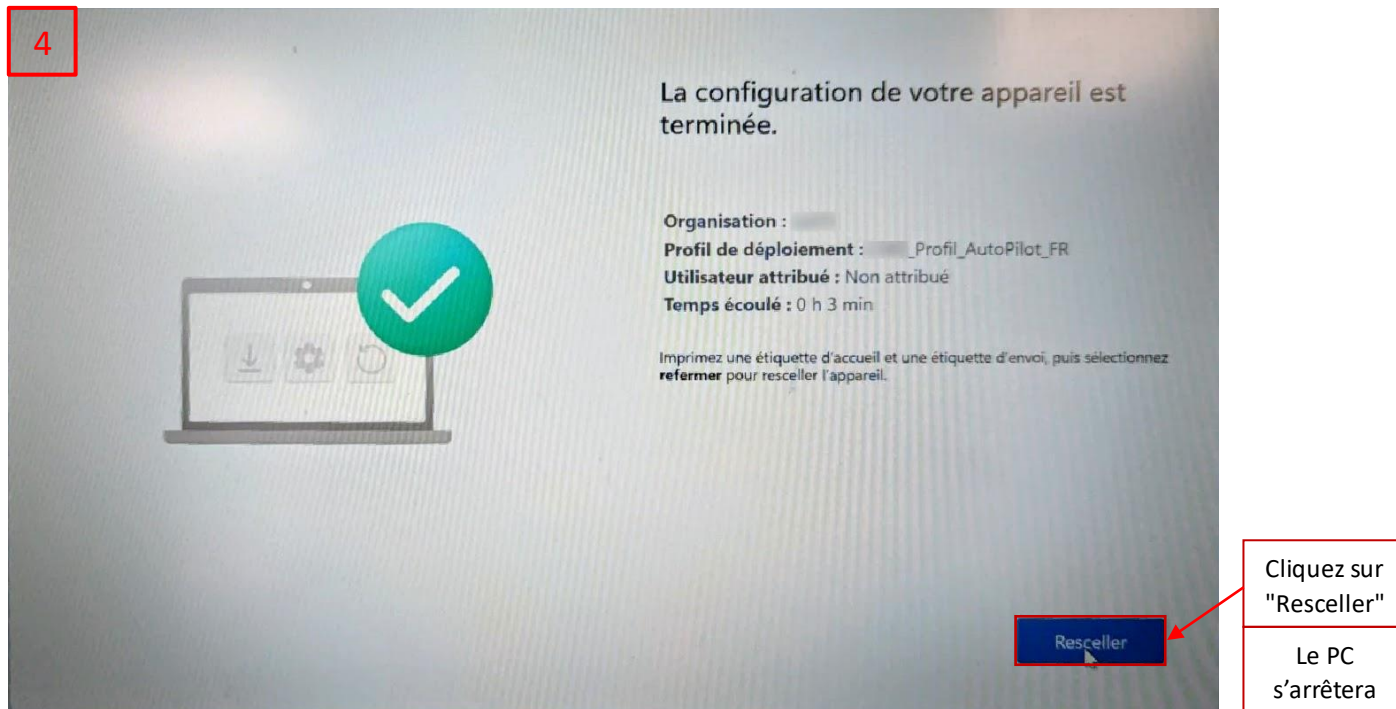 4
La configuration de votre appareil est
terminée.
Organisation :
Profil de déploiement : _Profil_AutoPilot_FR
Utilisateur attribué : Non attribué
Temps écoulé : 0 h 3 min
Imprimez une étiquette d'accueil et une étiquette d'envoi, puis sélectionnez
refermer pour resceller l'appareil.
Resceller
Cliquez sur
"Resceller"
Le PC
s’arrêtera